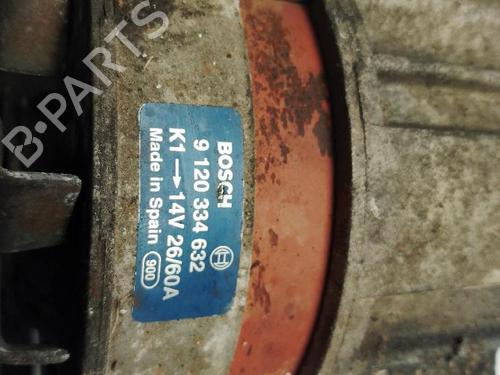 BOSCH
9 120 334 632
K1 → 14V 26/60A
Made in Spain 900
B-PARTS